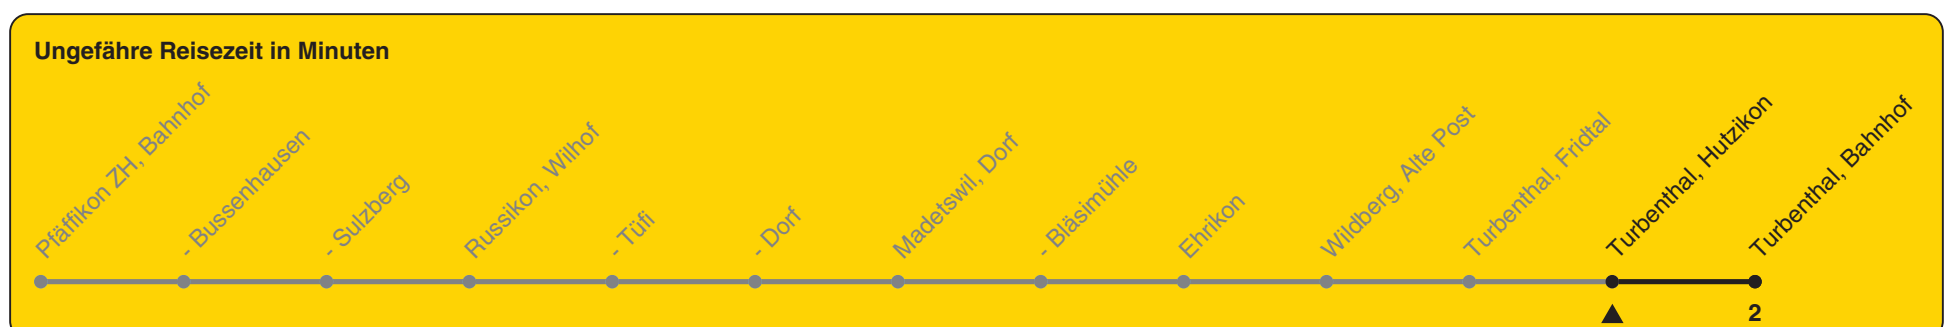 Ungefähre Reisezeit in Minuten
Pfäffikon ZH, Bahnhof
- Bussenhausen
- Sulzberg
Russikon, Wilhof
- Tüfi
- Dorf
Madetswil, Dorf
- Bläsimühle
Ehrikon
Wildberg, Alte Post
Turbenthal, Fridtal
Turbenthal, Hutzikon
Turbenthal, Bahnhof
2